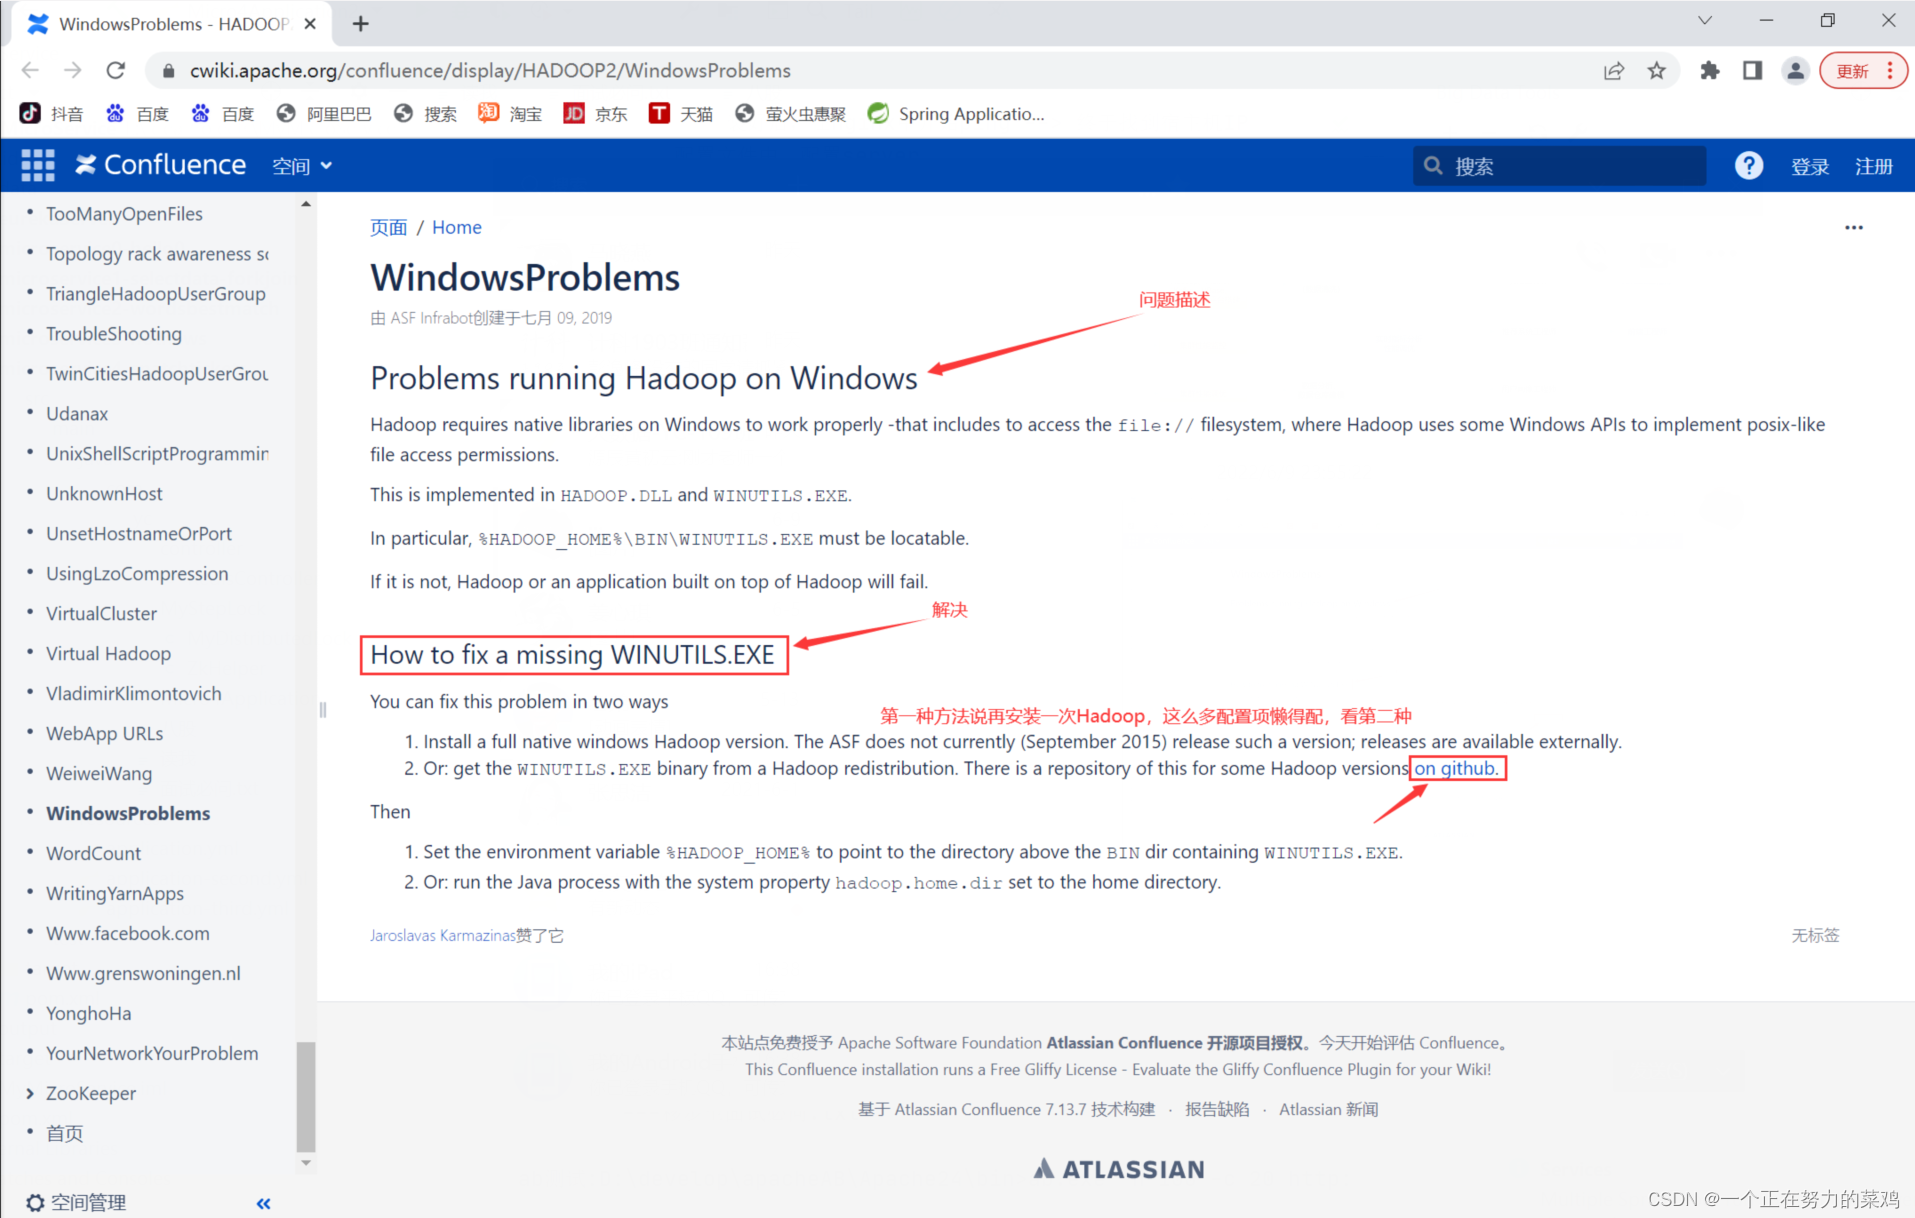 WindowsProblems - HADOOP
cwiki.apache.org/confluence/display/HADOOP2/WindowsProblems
更新
抖音 百度 百度 阿里巴巴 搜索 淘宝 京东 天猫 萤火虫惠聚 Spring Applicatio...
Confluence 空间 搜索 登录 注册
TooManyOpenFiles
Topology rack awareness sc
TriangleHadoopUserGroup
TroubleShooting
TwinCitiesHadoopUserGrou
Udanax
UnixShellScriptProgrammin
UnknownHost
UnsetHostnameOrPort
UsingLzoCompression
VirtualCluster
Virtual Hadoop
VladimirKlimontovich
WebApp URLs
WeiweiWang
WindowsProblems
WordCount
WritingYarnApps
Www.facebook.com
Www.grenswoningen.nl
YonghoHa
YourNetworkYourProblem
ZooKeeper
首页
空间管理
页面 / Home
WindowsProblems
由 ASF Infrabot创建于七月 09, 2019
问题描述
Problems running Hadoop on Windows
Hadoop requires native libraries on Windows to work properly -that includes to access the file:// filesystem, where Hadoop uses some Windows APIs to implement posix-like
file access permissions.
This is implemented in HADOOP.DLL and WINUTILS.EXE.
In particular, %HADOOP_HOME%\BIN\WINUTILS.EXE must be locatable.
If it is not, Hadoop or an application built on top of Hadoop will fail.
解决
How to fix a missing WINUTILS.EXE
You can fix this problem in two ways
第一种方法说再安装一次Hadoop，这么多配置项懒得配，看第二种
1. Install a full native windows Hadoop version. The ASF does not currently (September 2015) release such a version; releases are available externally.
2. Or: get the WINUTILS.EXE binary from a Hadoop redistribution. There is a repository of this for some Hadoop versions on github.
Then
1. Set the environment variable %HADOOP_HOME% to point to the directory above the BIN dir containing WINUTILS.EXE.
2. Or: run the Java process with the system property hadoop.home.dir set to the home directory.
Jaroslavas Karmazinas赞了它
无标签
本站点免费授予 Apache Software Foundation Atlassian Confluence 开源项目授权。今天开始评估 Confluence。
This Confluence installation runs a Free Gliffy License - Evaluate the Gliffy Confluence Plugin for your Wiki!
基于 Atlassian Confluence 7.13.7 技术构建 · 报告缺陷 · Atlassian 新闻
ATLASSIAN
CSDN @一个正在努力的菜鸡